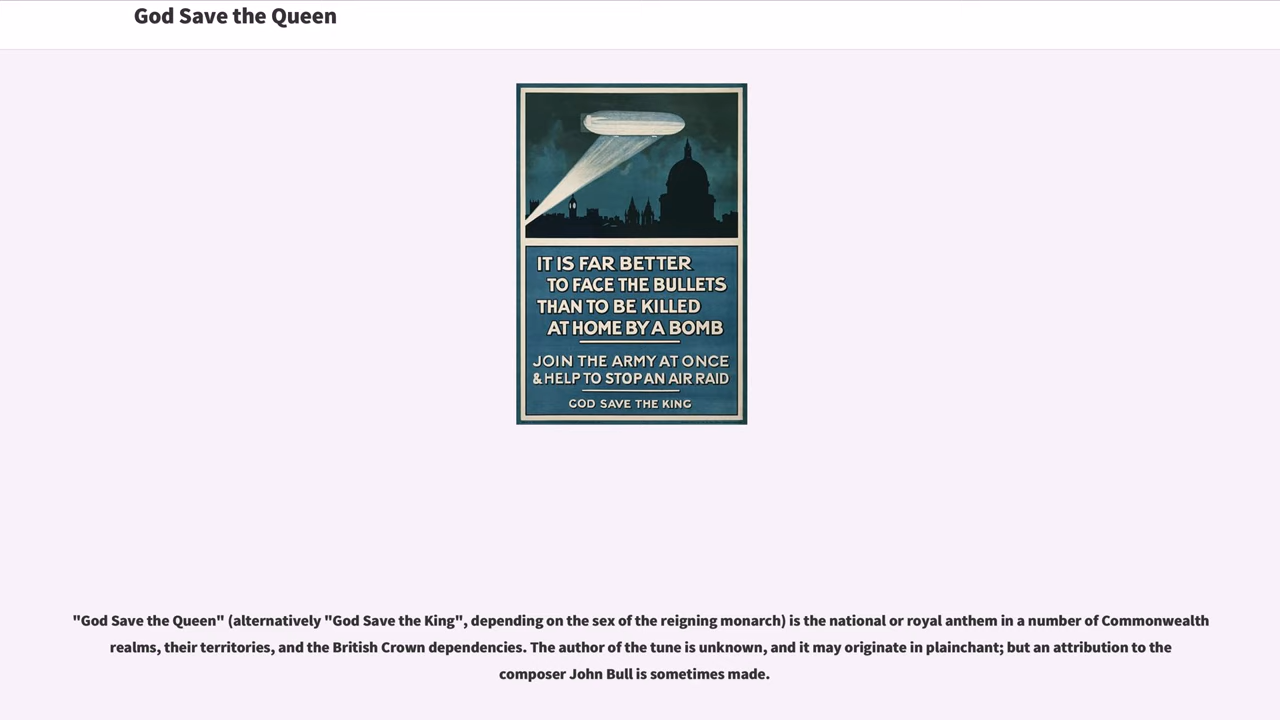 God Save the Queen
IT IS FAR BETTER
TO FACE THE BULLETS
THAN TO BE KILLED
AT HOME BY A BOMB
JOIN THE ARMY AT ONCE
& HELP TO STOP AN AIR RAID
GOD SAVE THE KING
"God Save the Queen" (alternatively "God Save the King", depending on the sex of the reigning monarch) is the national or royal anthem in a number of Commonwealth
realms, their territories, and the British Crown dependencies. The author of the tune is unknown, and it may originate in plainchant; but an attribution to the
composer John Bull is sometimes made.